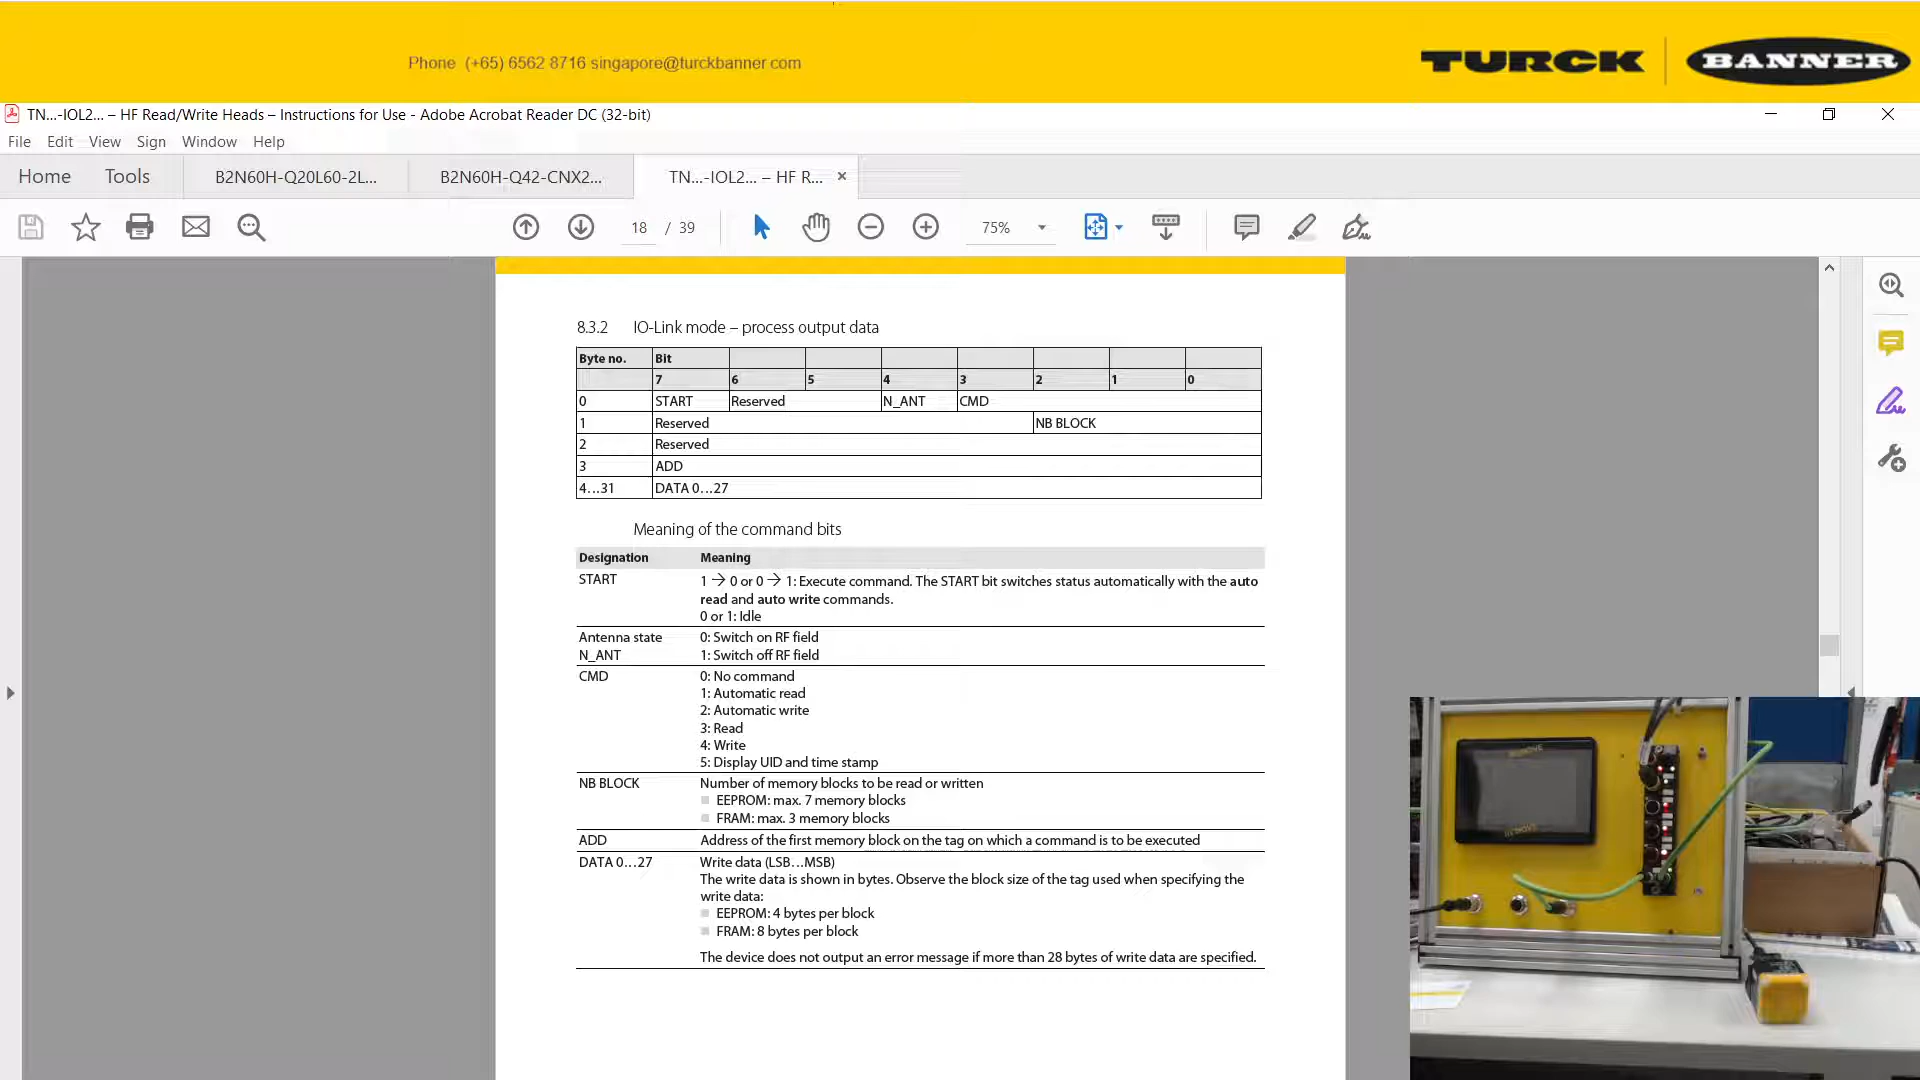 Phone (+65) 6562 8716 singapore@turckbanner.com
TURCK
BANNER
TN...-IOL2... – HF Read/Write Heads – Instructions for Use - Adobe Acrobat Reader DC (32-bit)
File Edit View Sign Window Help
Home Tools B2N60H-Q20L60-2L... B2N60H-Q42-CNX2... TN...-IOL2... – HF R... ×
18 / 39 75%
8.3.2 IO-Link mode – process output data
Byte no. Bit
7 6 5 4 3 2 1 0
0 START Reserved N_ANT CMD
1 Reserved NB BLOCK
2 Reserved
3 ADD
4...31 DATA 0...27
Meaning of the command bits
Designation Meaning
START 1 → 0 or 0 → 1: Execute command. The START bit switches status automatically with the auto
read and auto write commands.
0 or 1: Idle
Antenna state 0: Switch on RF field
N_ANT 1: Switch off RF field
CMD 0: No command
1: Automatic read
2: Automatic write
3: Read
4: Write
5: Display UID and time stamp
NB BLOCK Number of memory blocks to be read or written
EEPROM: max. 7 memory blocks
FRAM: max. 3 memory blocks
ADD Address of the first memory block on the tag on which a command is to be executed
DATA 0...27 Write data (LSB...MSB)
The write data is shown in bytes. Observe the block size of the tag used when specifying the
write data:
EEPROM: 4 bytes per block
FRAM: 8 bytes per block
The device does not output an error message if more than 28 bytes of write data are specified.